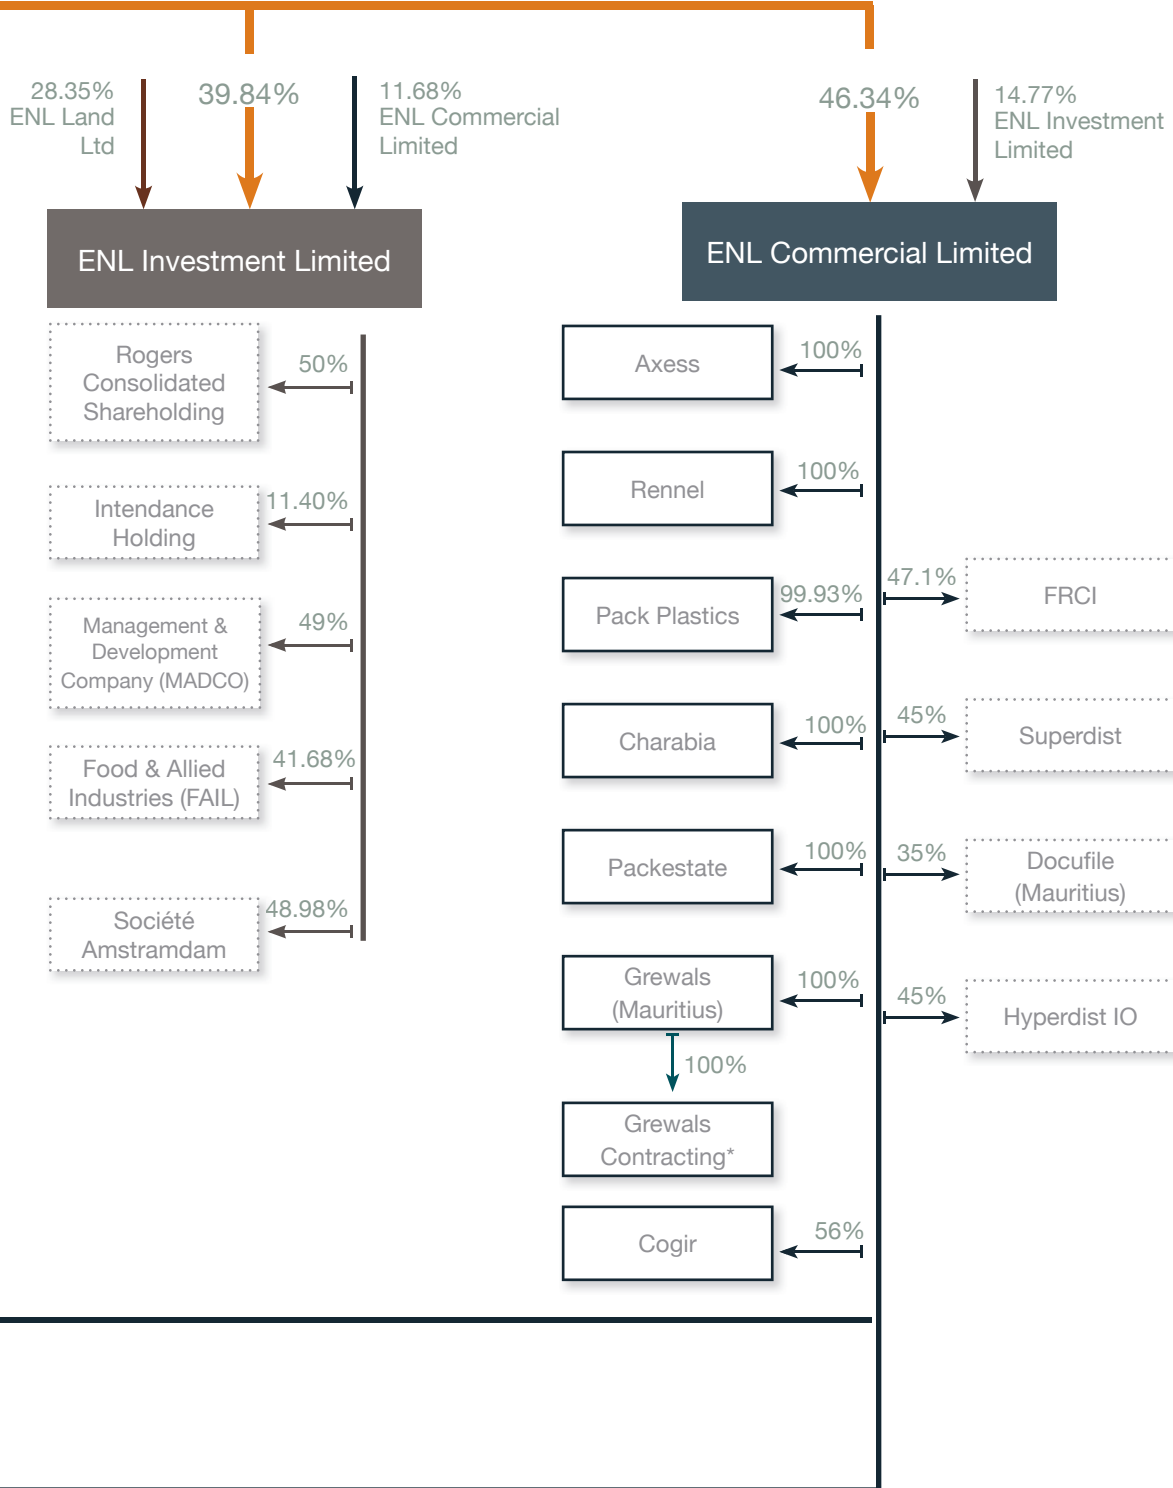 28.35%
ENL Land
Ltd
39.84%
11.68%
ENL Commercial
Limited
46.34%
14.77%
ENL Investment
Limited
ENL Investment Limited
ENL Commercial Limited
Rogers
Consolidated
Shareholding
50%
Intendance
Holding
11.40%
Management &
Development
Company (MADCO)
49%
Food & Allied
Industries (FAIL)
41.68%
Société
Amstramdam
48.98%
Axess
100%
Rennel
100%
Pack Plastics
99.93%
Charabia
100%
Packestate
100%
Grewals
(Mauritius)
100%
100%
Grewals
Contracting*
Cogir
56%
47.1%
FRCI
45%
Superdist
35%
Docufile
(Mauritius)
45%
Hyperdist IO